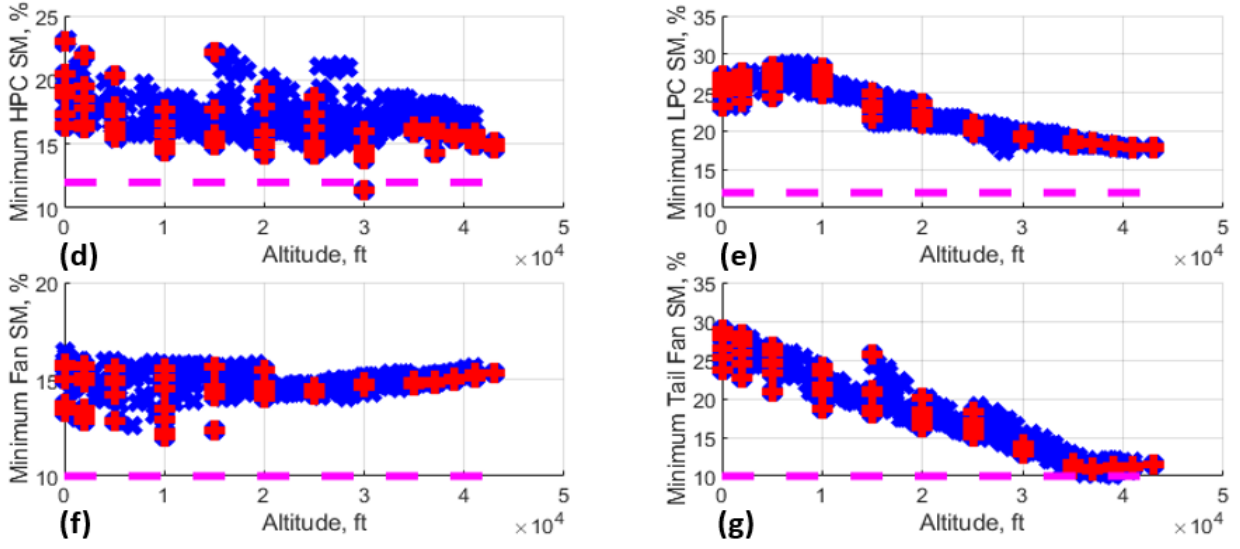 Minimum HPC SM, %
25
20
15
10
0 1 2 3 4 5
Altitude, ft
×10⁴
(d)
Minimum LPC SM, %
35
30
25
20
15
10
0 1 2 3 4 5
Altitude, ft
×10⁴
(e)
Minimum Fan SM, %
20
15
10
0 1 2 3 4 5
Altitude, ft
×10⁴
(f)
Minimum Tail Fan SM, %
35
30
25
20
15
10
0 1 2 3 4 5
Altitude, ft
×10⁴
(g)